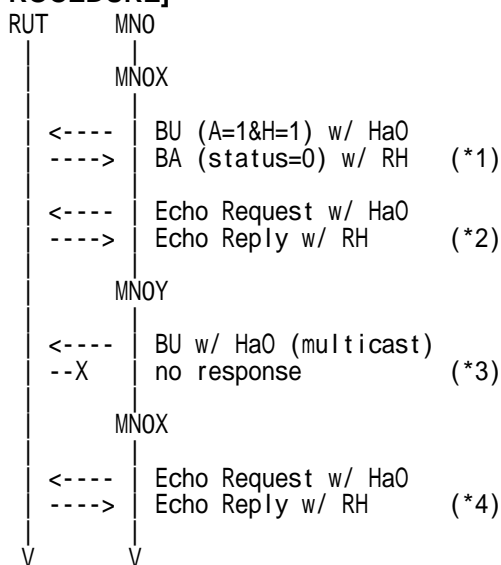 ROCEDURE]
RUT MN0
| |
| MN0X
| |
| <---- | BU (A=1&H=1) w/ HaO
| ----> | BA (status=0) w/ RH (*1)
| |
| <---- | Echo Request w/ HaO
| ----> | Echo Reply w/ RH (*2)
| |
| MN0Y
| |
| <---- | BU w/ HaO (multicast)
| --X | no response (*3)
| |
| MN0X
| |
| <---- | Echo Request w/ HaO
| ----> | Echo Reply w/ RH (*4)
| |
V V